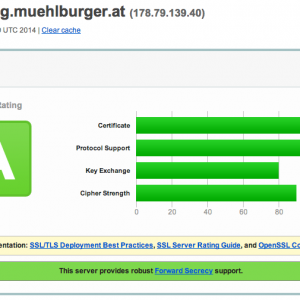 g.muehlburger.at (178.79.139.40)
UTC 2014 | Clear cache
Rating
A
Certificate
Protocol Support
Key Exchange
Cipher Strength
0 20 40 60 80
entation: SSL/TLS Deployment Best Practices, SSL Server Rating Guide, and OpenSSL Co
This server provides robust Forward Secrecy support.